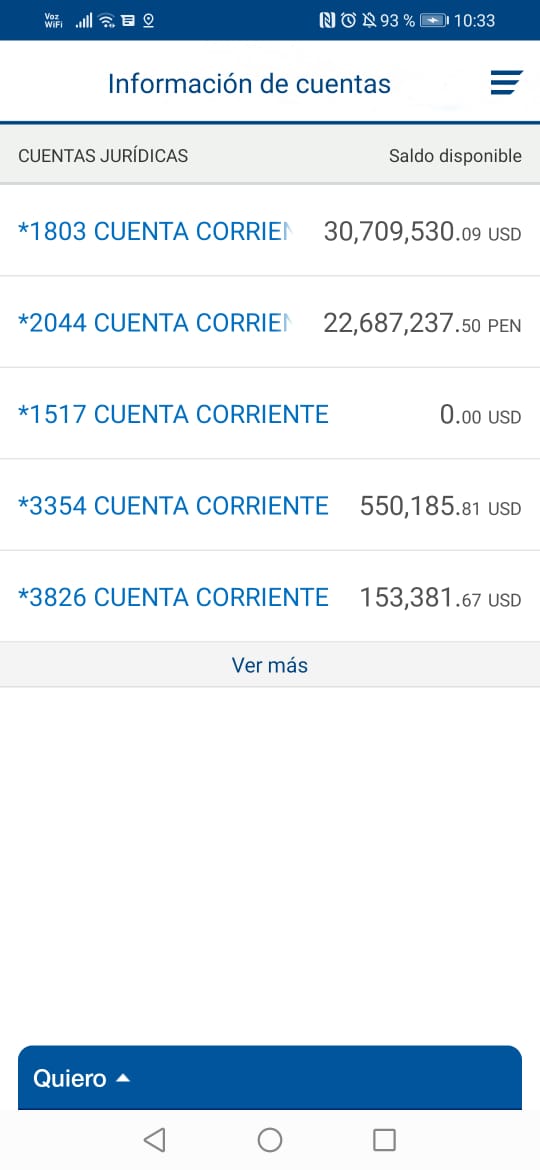 Voz WiFi 93 % 10:33
Información de cuentas
CUENTAS JURÍDICAS Saldo disponible
*1803 CUENTA CORRIEN 30,709,530.09 USD
*2044 CUENTA CORRIEN 22,687,237.50 PEN
*1517 CUENTA CORRIENTE 0.00 USD
*3354 CUENTA CORRIENTE 550,185.81 USD
*3826 CUENTA CORRIENTE 153,381.67 USD
Ver más
Quiero